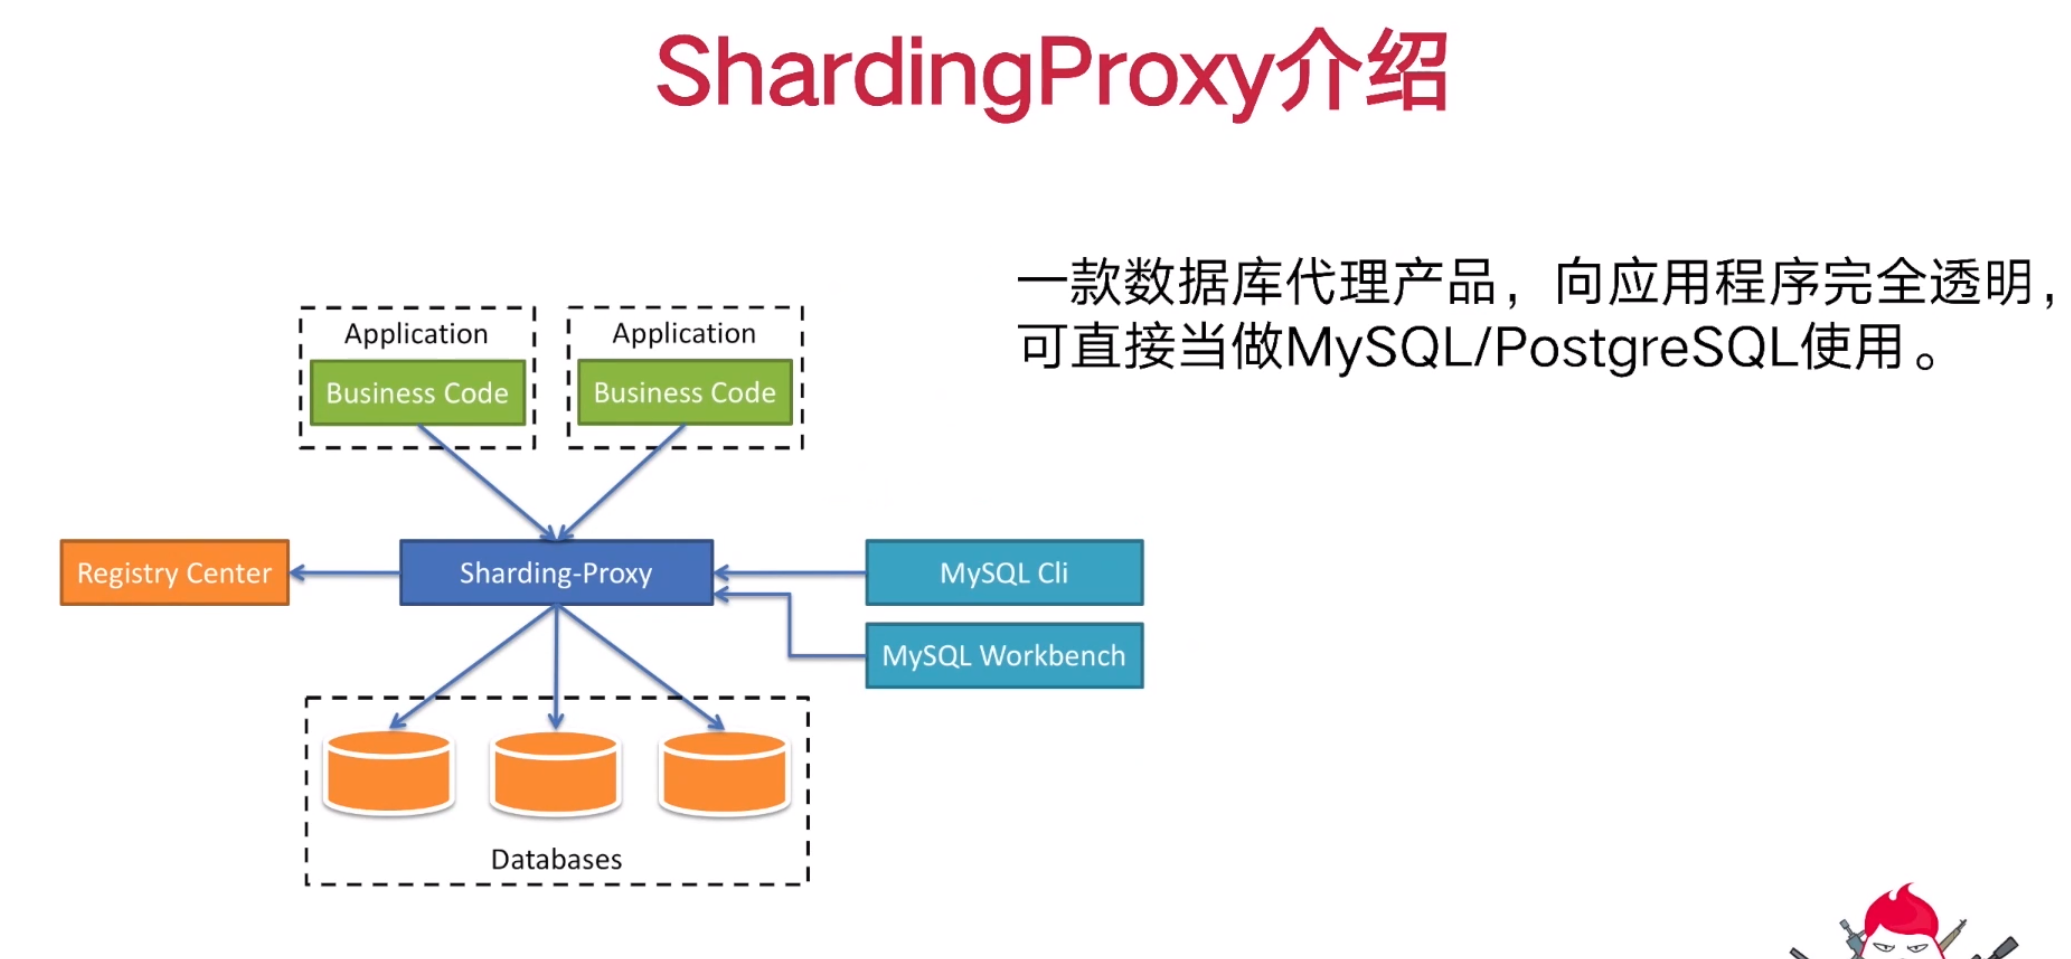 ShardingProxy介绍
一款数据库代理产品，向应用程序完全透明，
可直接当做MySQL/PostgreSQL使用。
Application
Application
Business Code
Business Code
Registry Center
Sharding-Proxy
MySQL Cli
MySQL Workbench
Databases